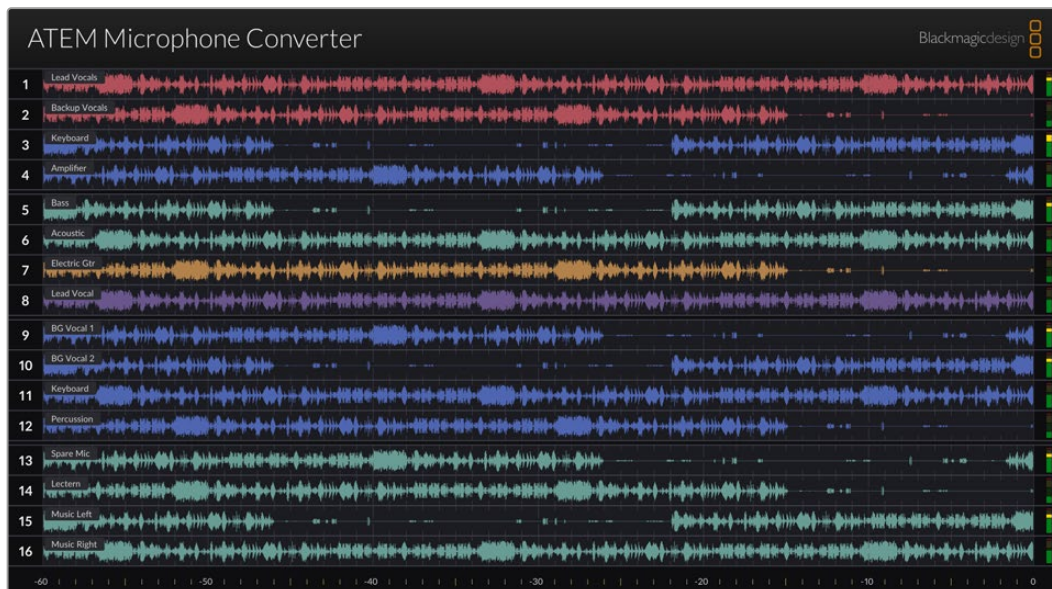 ATEM Microphone Converter
Blackmagicdesign
1 Lead Vocals
2 Backup Vocals
3 Keyboard
4 Amplifier
5 Bass
6 Acoustic
7 Electric Gtr
8 Lead Vocal
9 BG Vocal 1
10 BG Vocal 2
11 Keyboard
12 Percussion
13 Spare Mic
14 Lectern
15 Music Left
16 Music Right
-60 -50 -40 -30 -20 -10 0